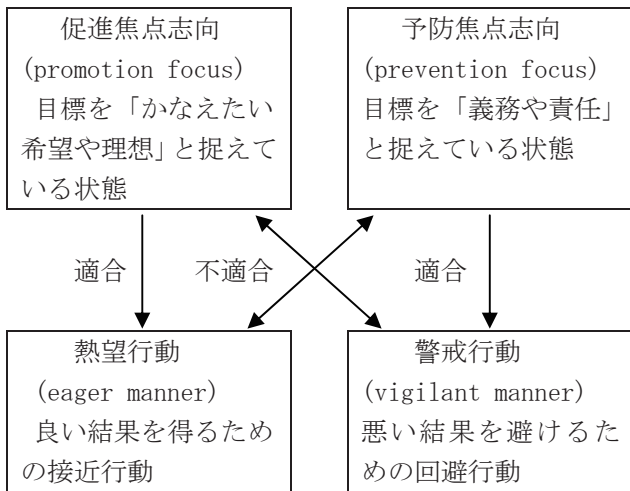 促進焦点志向
(promotion focus)
目標を「かなえたい
希望や理想」と捉えて
いる状態
予防焦点志向
(prevention focus)
目標を「義務や責任」
と捉えている状態
適合
不適合
適合
熱望行動
(eager manner)
良い結果を得るため
の接近行動
警戒行動
(vigilant manner)
悪い結果を避けるた
めの回避行動